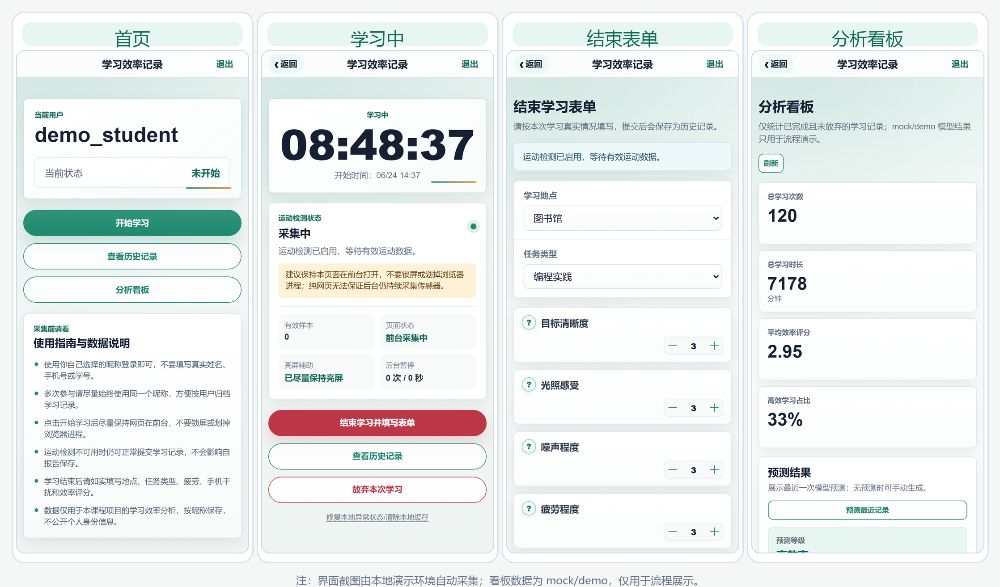 首页
学习效率记录
退出
当前用户
demo_student
当前状态
未开始
开始学习
查看历史记录
分析看板
采集前请看
使用指南与数据说明
使用你自己选择的昵称登录即可，不要填写真实姓名、
手机号或学号。
多次参与请尽量始终使用同一个昵称，方便按用户归档
学习记录。
点击开始学习后尽量保持网页在前台，不要锁屏或划掉
浏览器进程。
运动检测不可用时仍可正常提交学习记录，不会影响自
报告保存。
学习结束后请如实填写地点、任务类型、疲劳、手机干
扰和效率评分。
数据仅用于本课程项目的学习效率分析，按昵称保存，
不公开个人身份信息。
学习中
‹ 返回
学习效率记录
退出
学习中
08:48:37
开始时间：06/24 14:37
运动检测状态
采集中
运动检测已启用，等待有效运动数据。
建议保持本页面在前台打开，不要锁屏或划掉浏览器
进程；纯网页无法保证后台仍持续采集传感器。
有效样本
0
页面状态
前台采集中
亮屏辅助
已尽量保持亮屏
后台暂停
0 次 / 0 秒
结束学习并填写表单
查看历史记录
放弃本次学习
修复本地异常状态/清除本地缓存
结束表单
‹ 返回
学习效率记录
退出
结束学习表单
请按本次学习真实情况填写，提交后会保存为历史记录。
运动检测已启用，等待有效运动数据。
学习地点
图书馆
任务类型
编程实践
? 目标清晰度
— 3 +
? 光照感受
— 3 +
? 噪声程度
— 3 +
? 疲劳程度
— 3 +
分析看板
‹ 返回
学习效率记录
退出
分析看板
仅统计已完成且未放弃的学习记录；mock/demo 模型结果
只用于流程演示。
刷新
总学习次数
120
总学习时长
7178
分钟
平均效率评分
2.95
高效学习占比
33%
预测结果
展示最近一次模型预测；无预测时可手动生成。
预测最近记录
预测等级
注：界面截图由本地演示环境自动采集；看板数据为 mock/demo，仅用于流程展示。